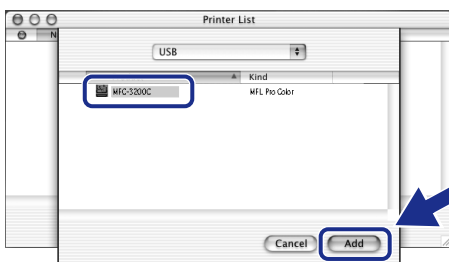 Printer List
N
USB
Kind
MFC-3200C MFL Pro Color
Cancel Add